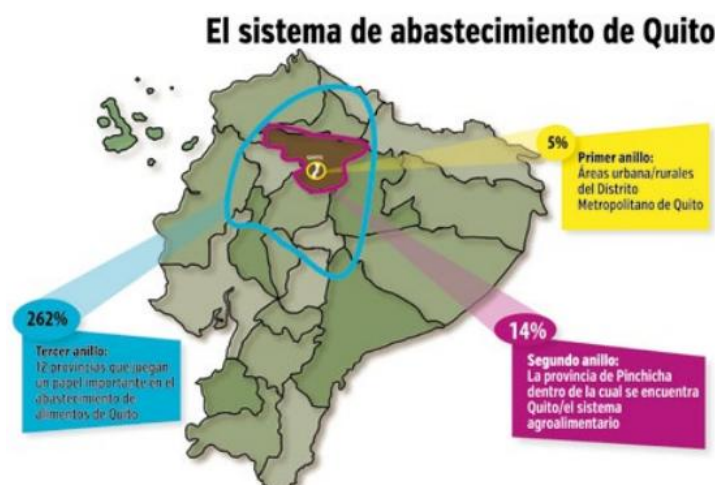 El sistema de abastecimiento de Quito
5%
Primer anillo:
Áreas urbana/rurales
del Distrito
Metropolitano de Quito
262%
Tercer anillo:
12 provincias que juegan
un papel importante en el
abastecimiento de
alimentos de Quito
14%
Segundo anillo:
La provincia de Pinchicha
dentro de la cual se encuentra
Quito/el sistema
agroalimentario